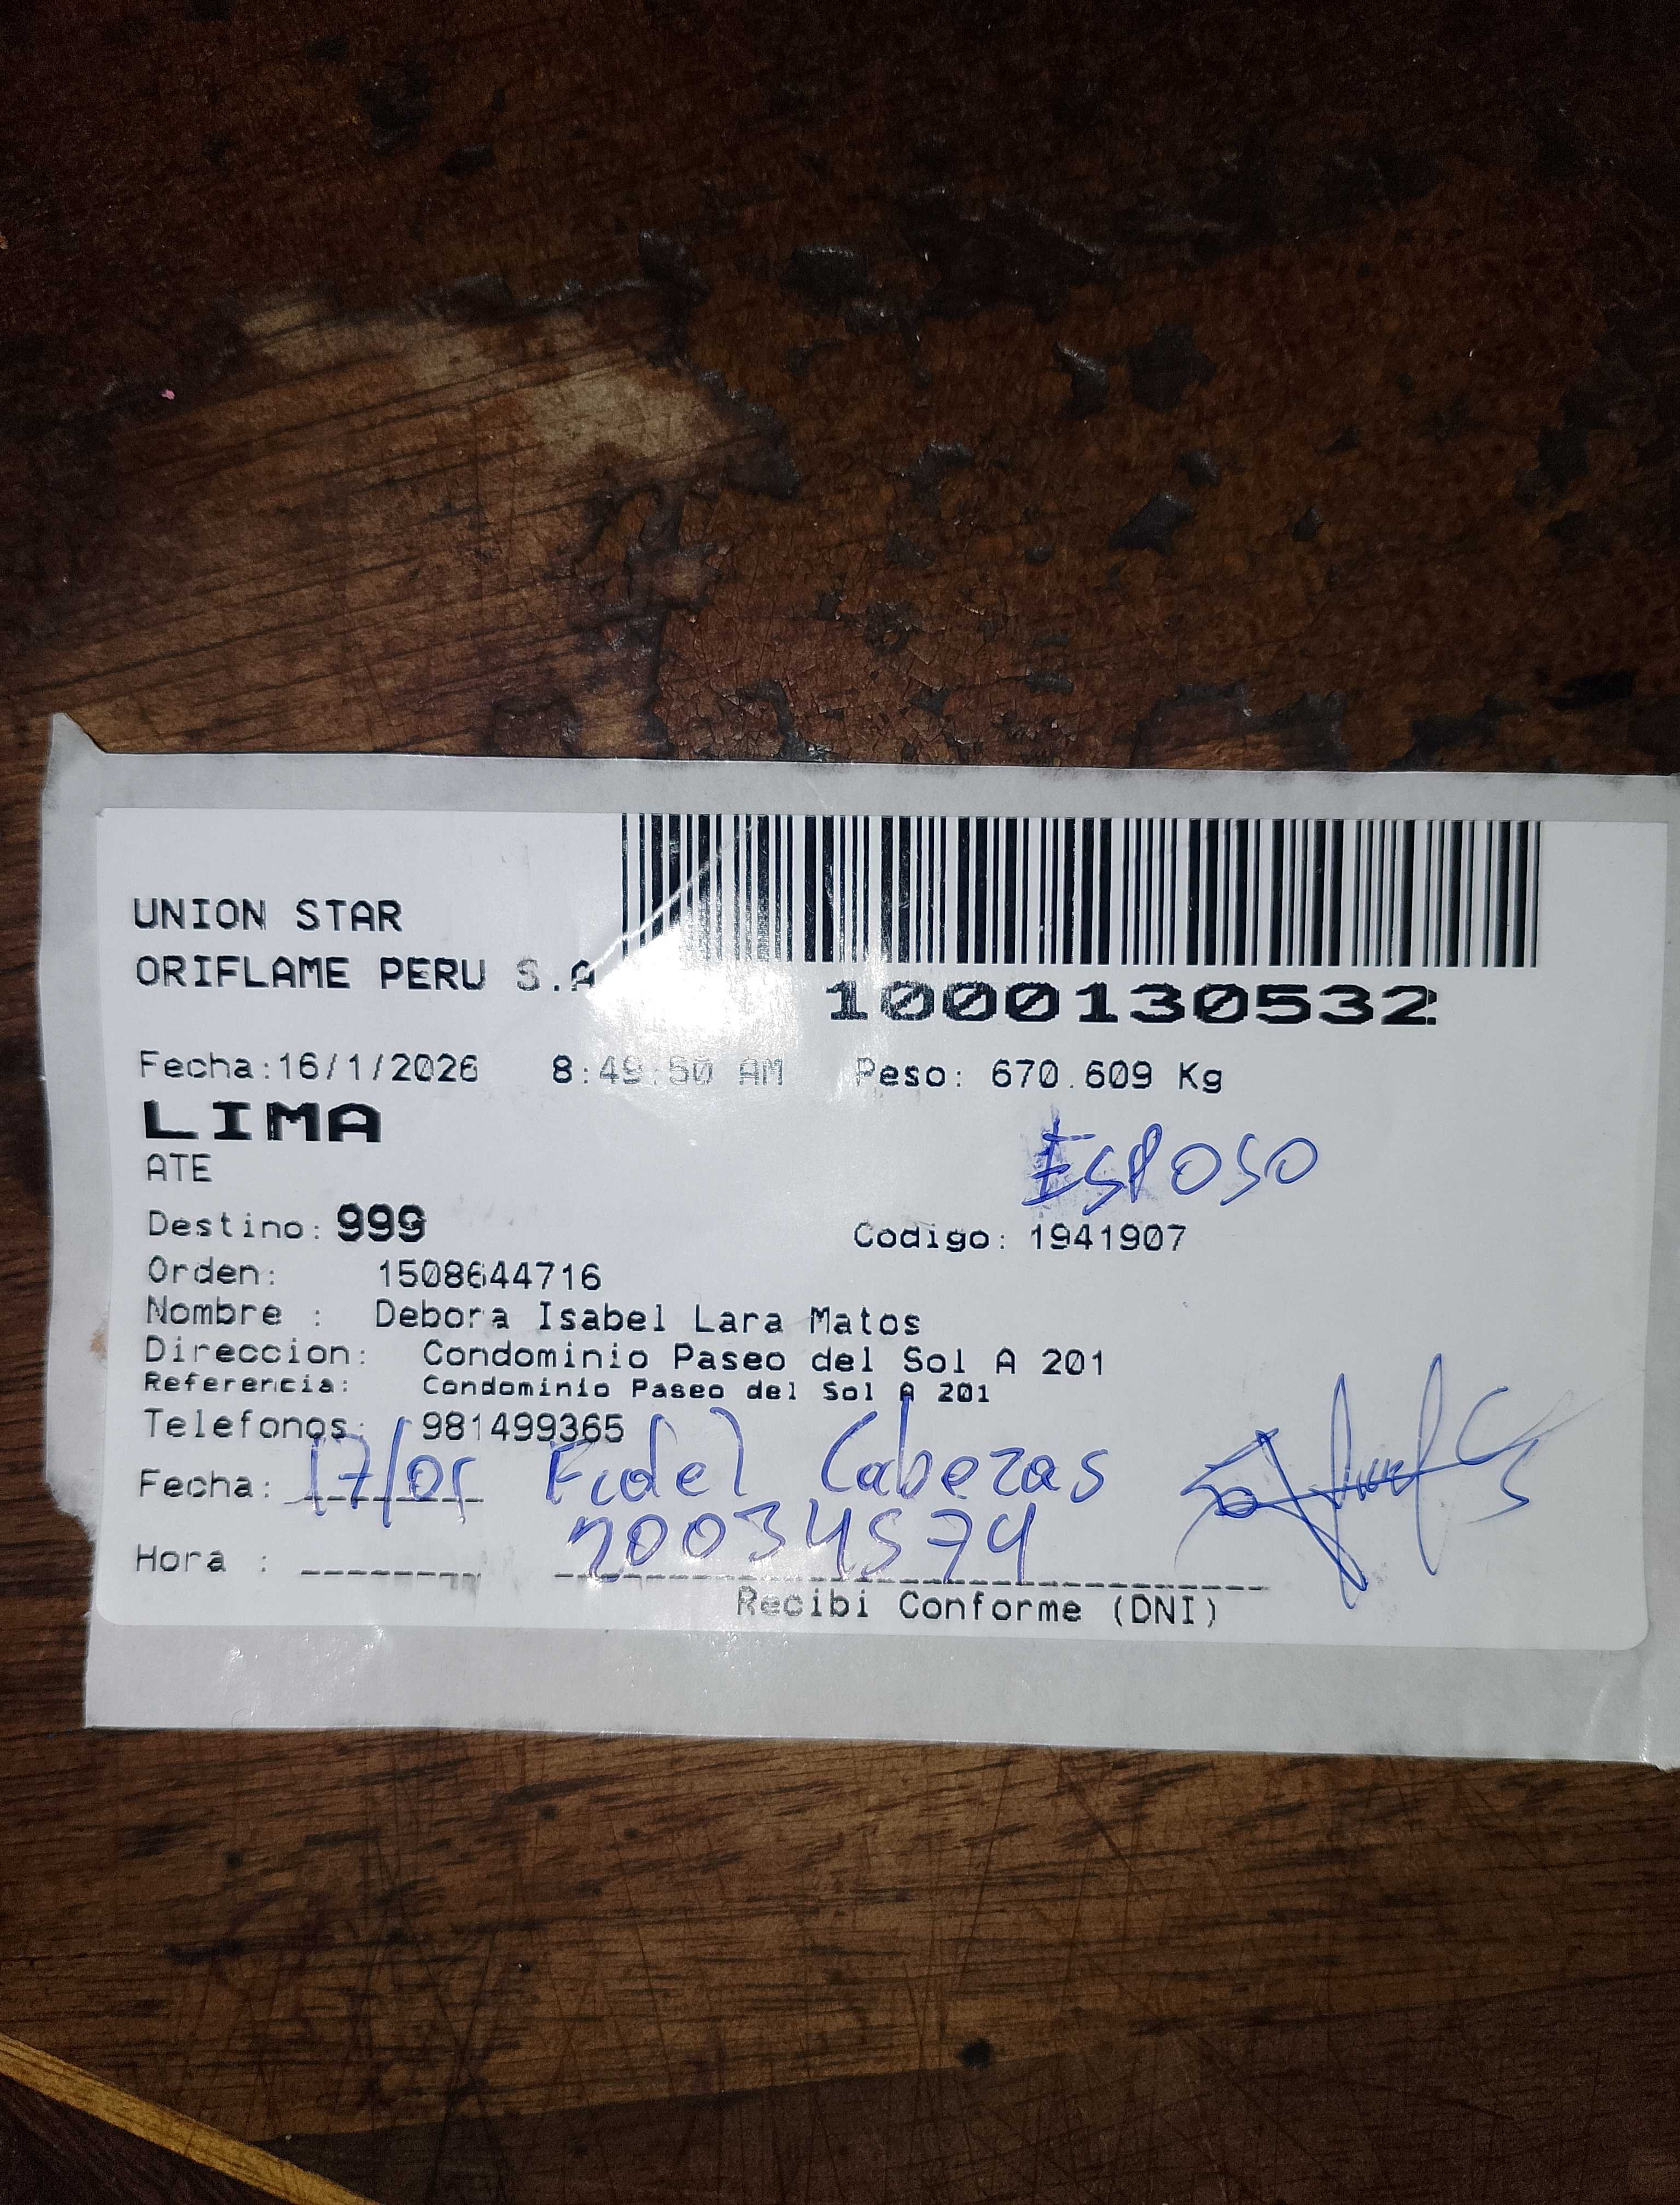 UNION STAR
ORIFLAME PERU S.A
1000130532
Fecha:16/1/2026 8:49:50 AM Peso: 670.609 Kg
LIMA
ESPOSO
ATE
Destino: 999 Codigo: 1941907
Orden: 1508644716
Nombre : Debora Isabel Lara Matos
Direccion: Condominio Paseo del Sol A 201
Referencia: Condominio Paseo del Sol A 201
Telefonos: 981499365
Fecha: 17/01 Fidel Cabezas
20034574
Hora :
Recibi Conforme (DNI)